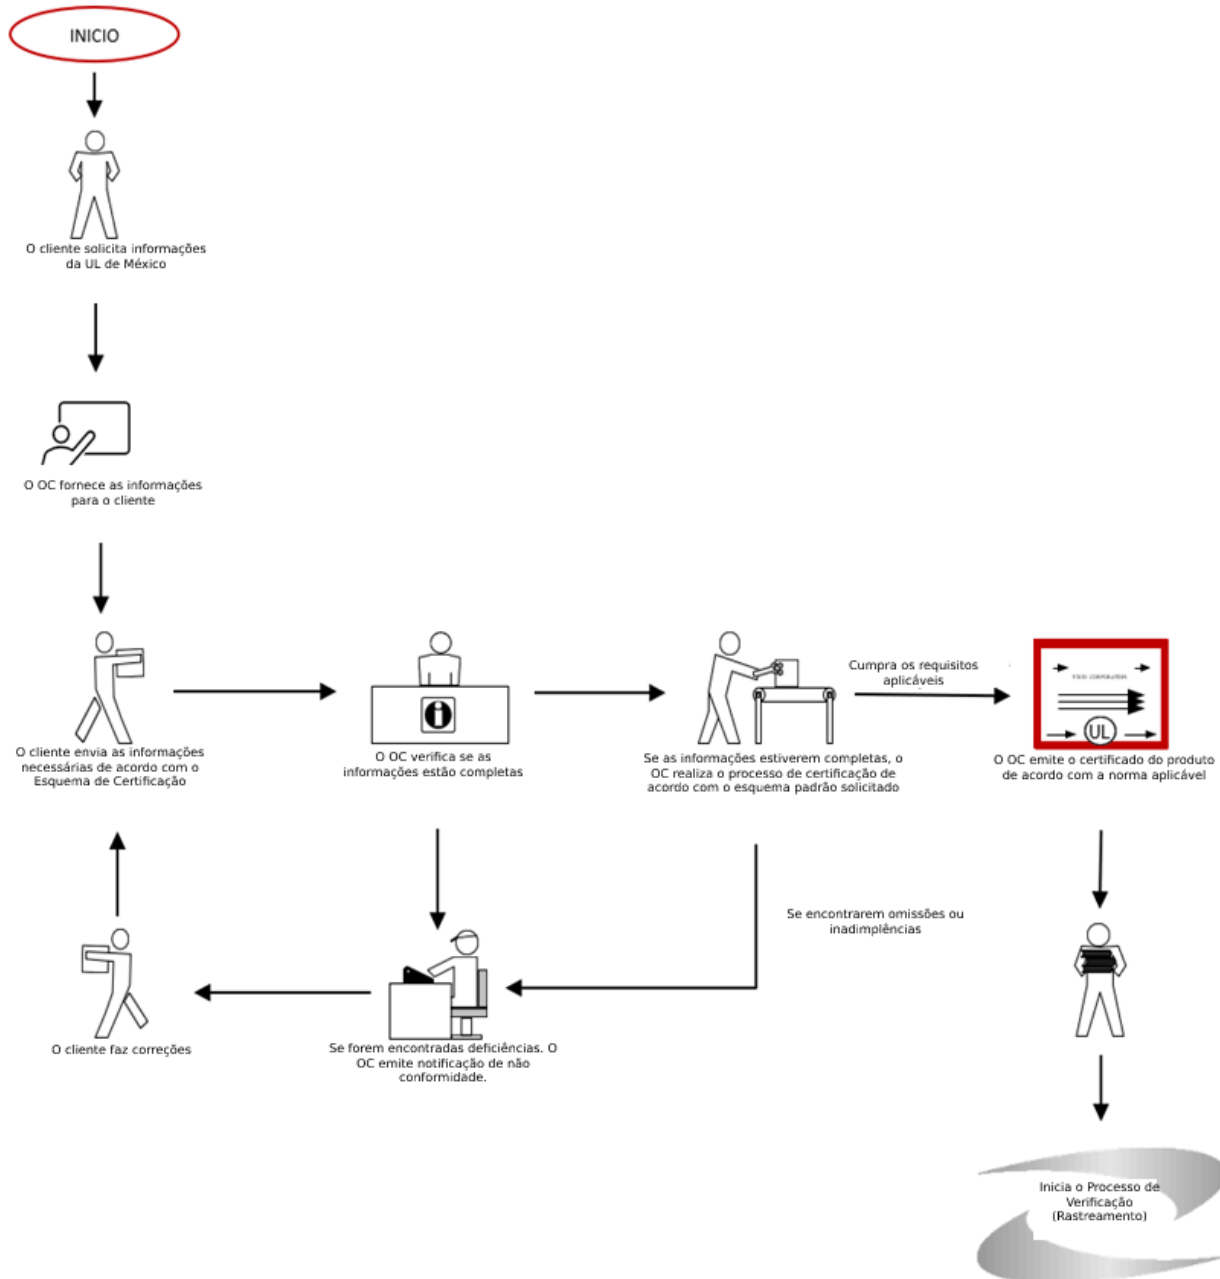 INICIO
O cliente solicita informações
da UL de México
O OC fornece as informações
para o cliente
O cliente envia as informações
necessárias de acordo com o
Esquema de Certificação
O OC verifica se as
informações estão completas
Se as informações estiverem completas, o
OC realiza o processo de certificação de
acordo com o esquema padrão solicitado
Cumpra os requisitos
aplicáveis
UL
O OC emite o certificado do produto
de acordo com a norma aplicável
Se encontrarem omissões ou
inadimplências
Se forem encontradas deficiências. O
OC emite notificação de não
conformidade.
O cliente faz correções
Inicia o Processo de
Verificação
(Rastreamento)